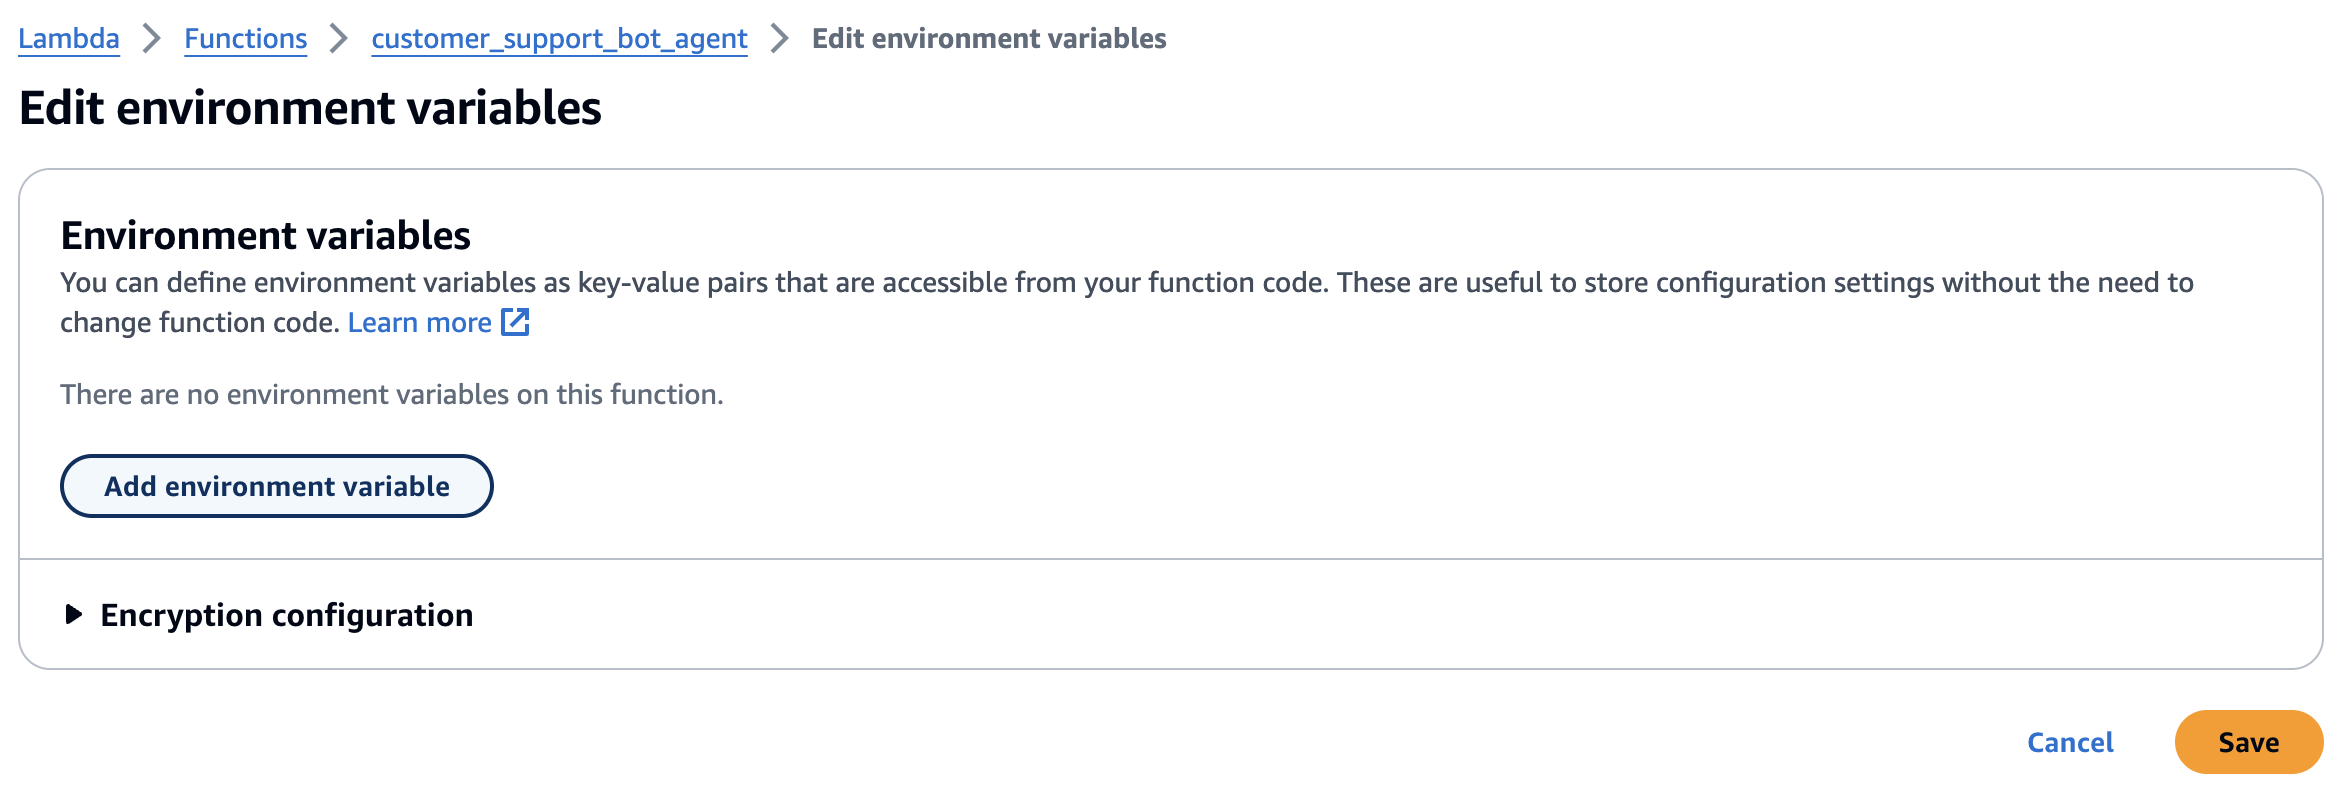 Lambda > Functions > customer_support_bot_agent > Edit environment variables
Edit environment variables
Environment variables
You can define environment variables as key-value pairs that are accessible from your function code. These are useful to store configuration settings without the need to
change function code. Learn more
There are no environment variables on this function.
Add environment variable
Encryption configuration
Cancel Save